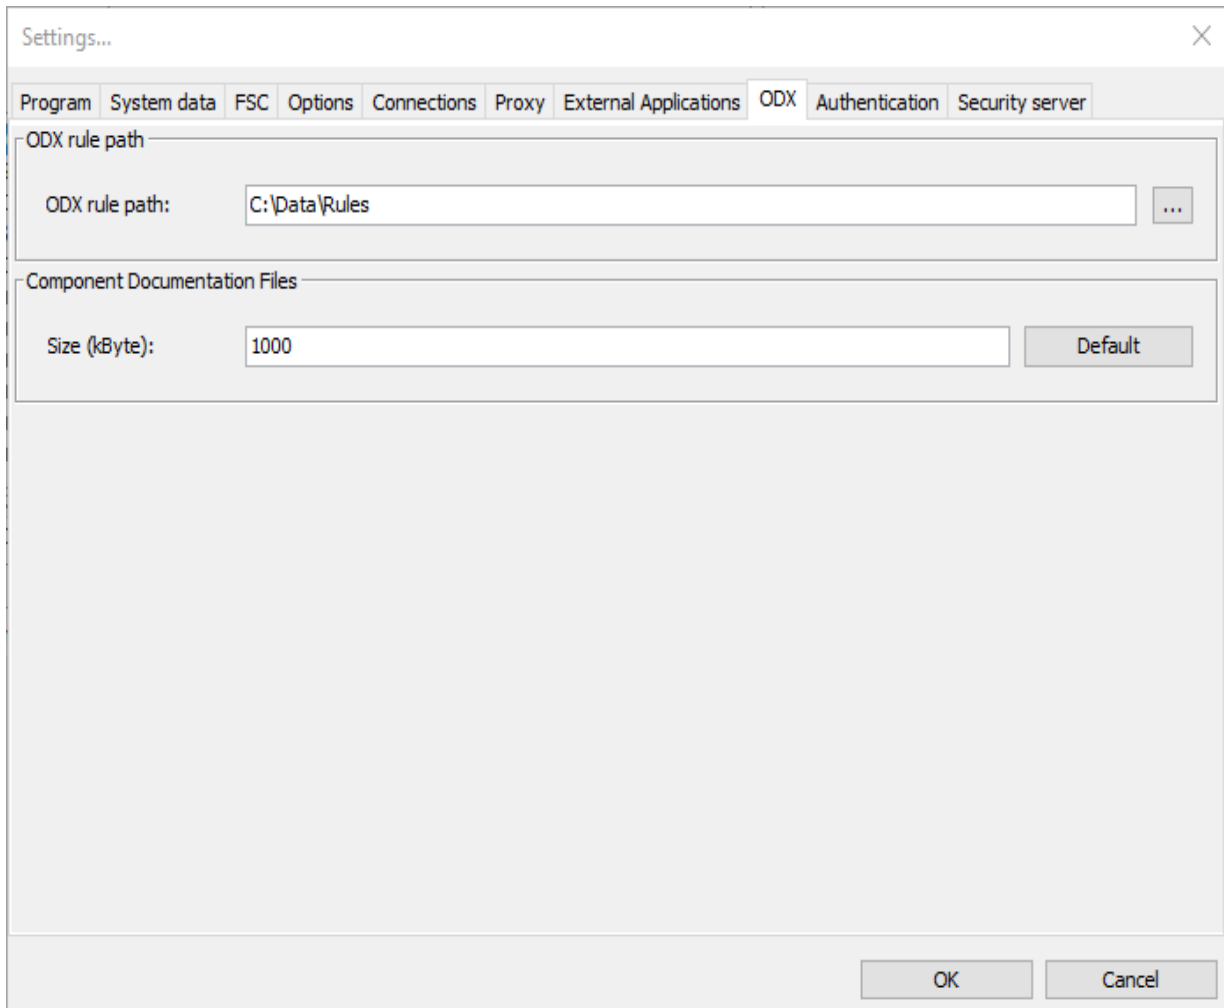 Settings...
Program System data FSC Options Connections Proxy External Applications ODX Authentication Security server
ODX rule path
ODX rule path: C:\Data\Rules ...
Component Documentation Files
Size (kByte): 1000 Default
OK Cancel